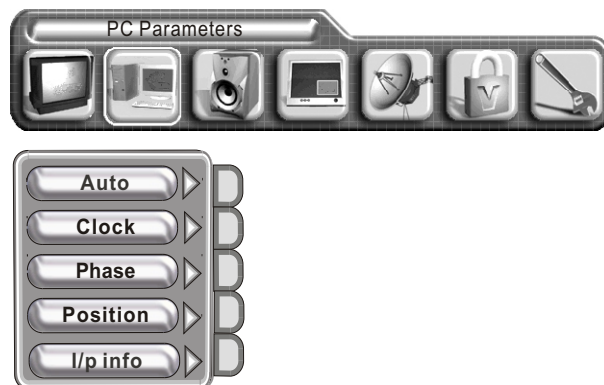 PC Parameters
Auto
Clock
Phase
Position
I/p info